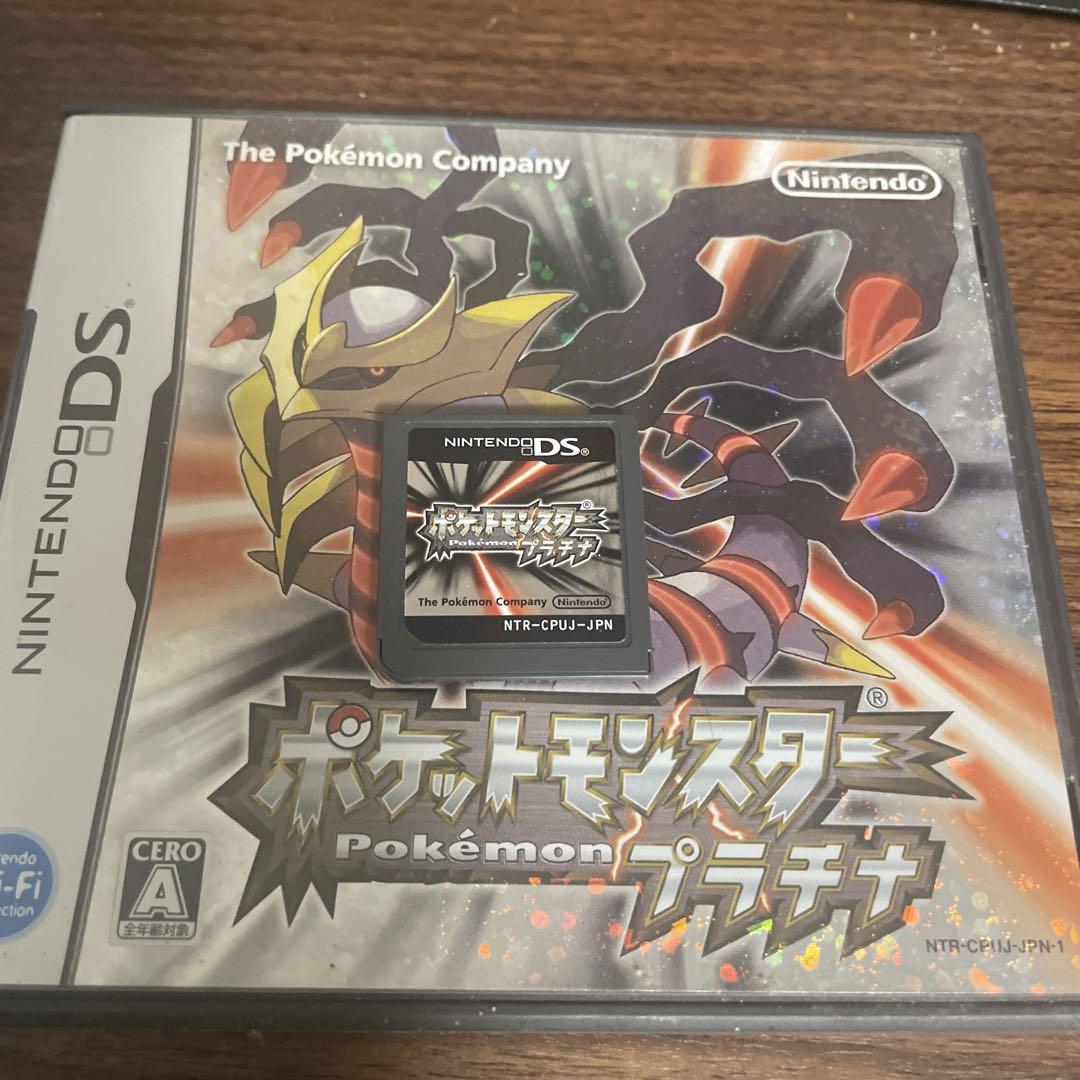 The Pokémon Company
Nintendo®
NINTENDO DS®
NINTENDO DS®
ポケットモンスター®
Pokémon プラチナ
The Pokémon Company Nintendo
NTR-CPUJ-JPN
ポケットモンスター®
Pokémon プラチナ
CERO
A
全年齢対象
NTR-CPUJ-JPN-1